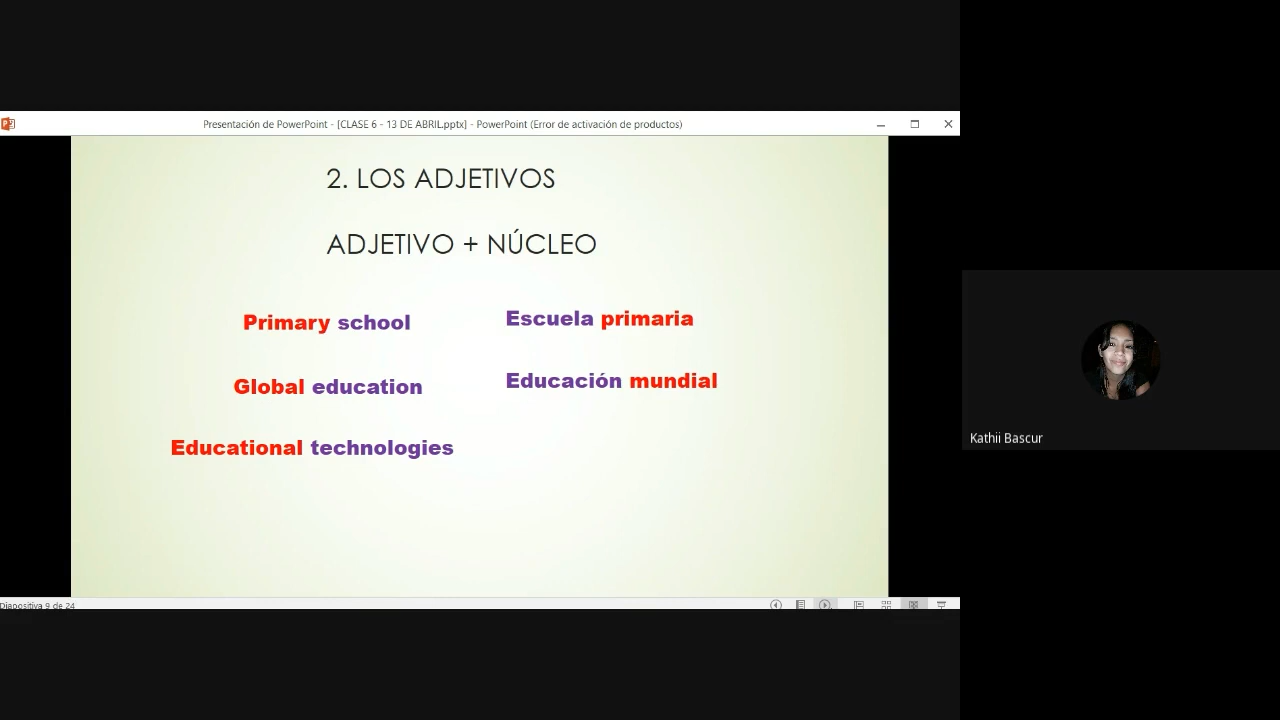 Presentación de PowerPoint - [CLASE 6 - 13 DE ABRIL.pptx] - PowerPoint (Error de activación de productos)
2. LOS ADJETIVOS
ADJETIVO + NÚCLEO
Primary school
Escuela primaria
Global education
Educación mundial
Educational technologies
Kathii Bascur
Diapositiva 9 de 24